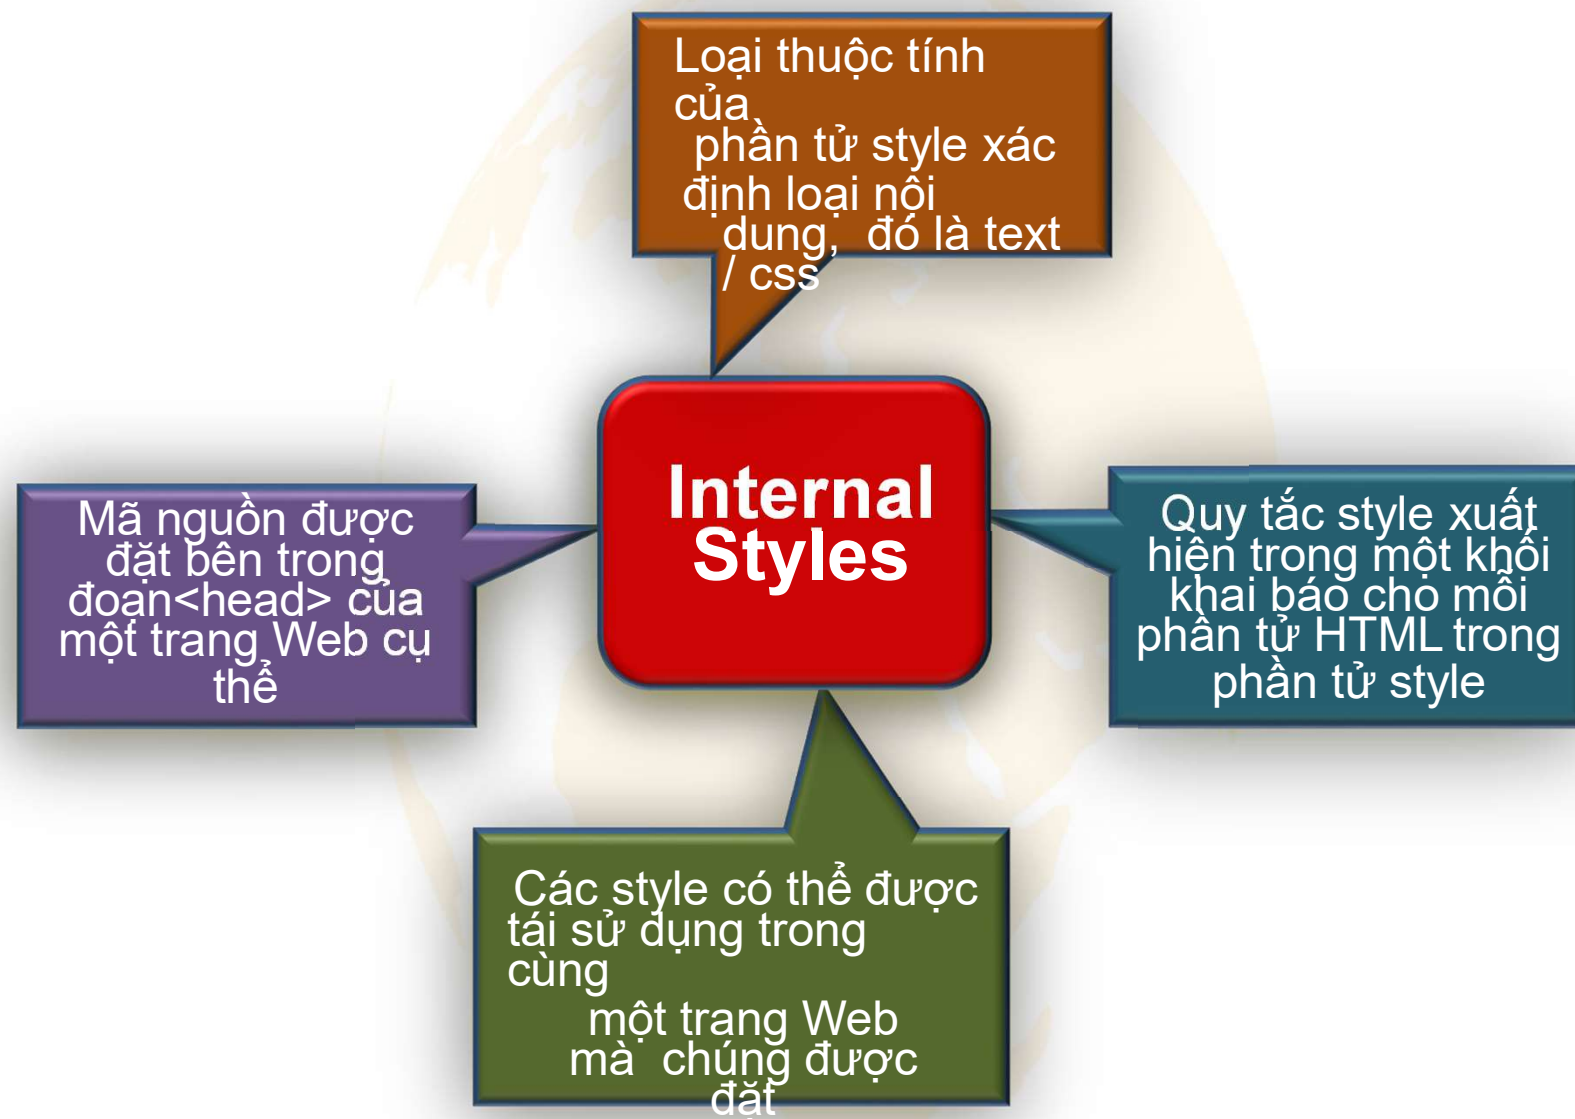 Loại thuộc tính
của
phần tử style xác
định loại nội
dung, đó là text
/ css
Internal
Styles
Mã nguồn được
đặt bên trong
đoạn<head> của
một trang Web cụ
thể
Quy tắc style xuất
hiện trong một khối
khai báo cho mỗi
phần tử HTML trong
phần tử style
Các style có thể được
tái sử dụng trong
cùng
một trang Web
mà chúng được
đặt